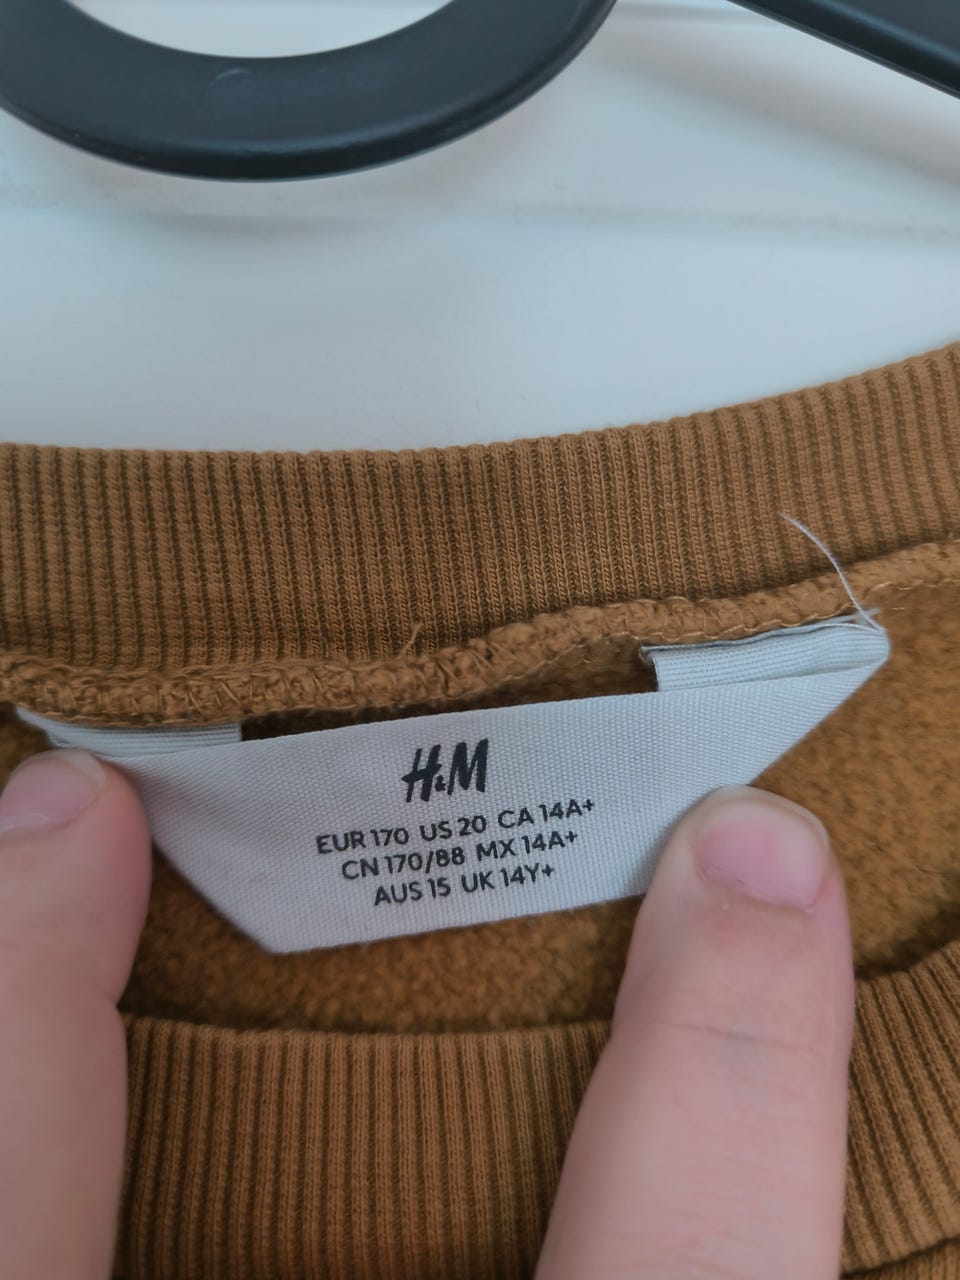 H&M
EUR 170 US 20 CA 14A+
CN 170/88 MX 14A+
AUS 15 UK 14Y+